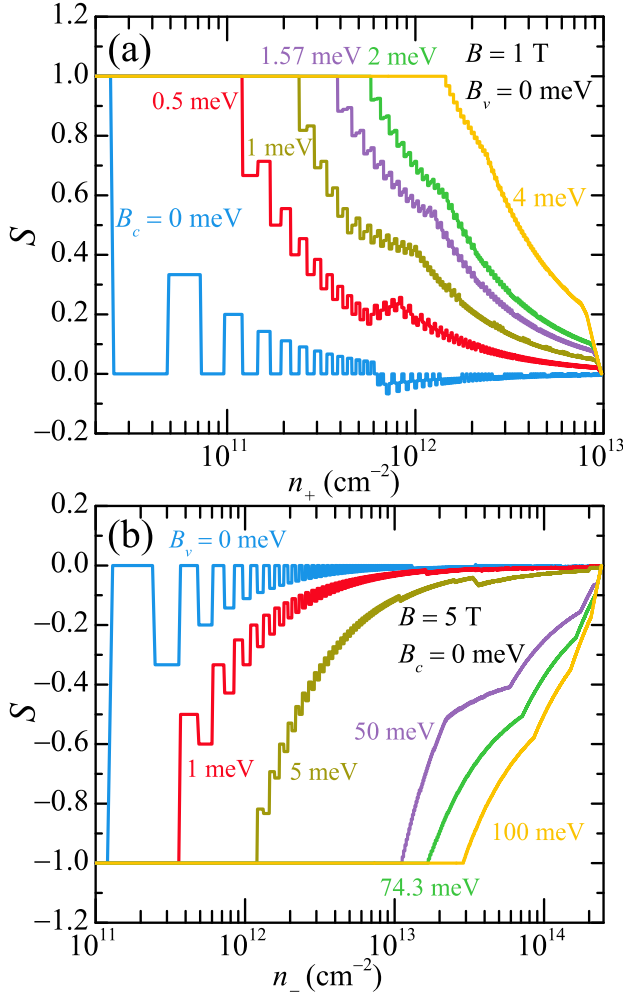 (a)
1.57 meV
2 meV
B = 1 T
B_v = 0 meV
0.5 meV
1 meV
4 meV
B_c = 0 meV
S
1.2
1.0
0.8
0.6
0.4
0.2
0.0
−0.2
10^11
10^12
10^13
n_+ (cm^−2)
(b)
B_v = 0 meV
B = 5 T
B_c = 0 meV
50 meV
1 meV
5 meV
100 meV
74.3 meV
S
0.2
0.0
−0.2
−0.4
−0.6
−0.8
−1.0
−1.2
10^11
10^12
10^13
10^14
n_− (cm^−2)